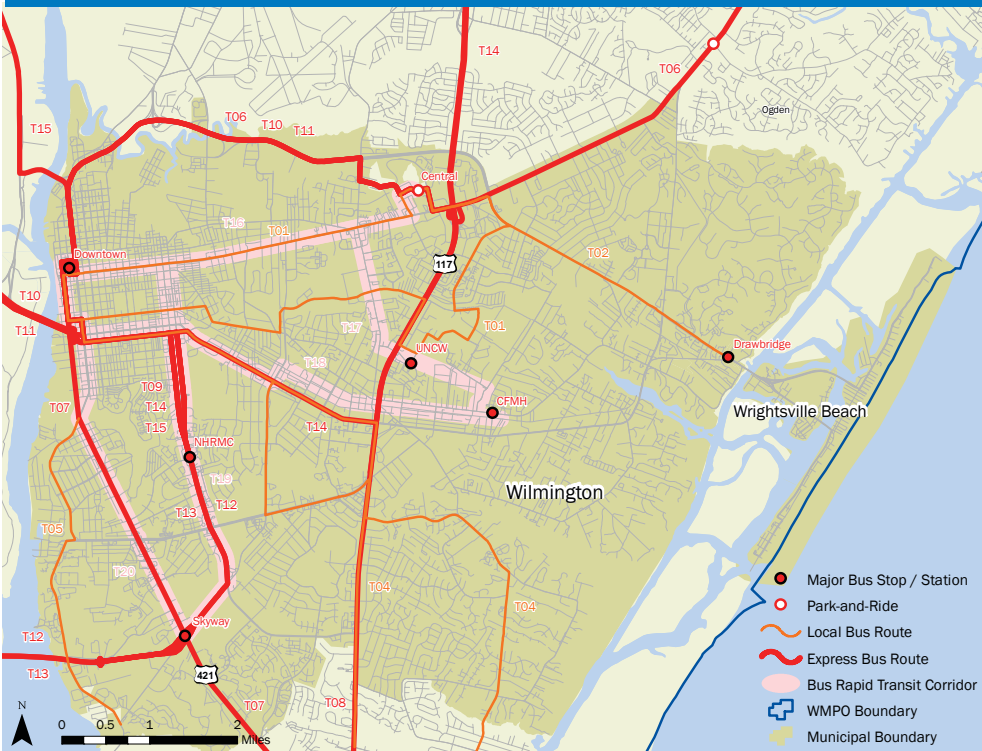 T14
T06
Ogden
T15
T06
T10
T11
Central
T16
T01
Downtown
117
T02
T10
T11
T17
T01
UNCW
Drawbridge
T18
CFMH
Wrightsville Beach
T09
T14
T15
T07
T14
NHRMC
T19
T12
T13
Wilmington
T05
T20
T04
T04
Skyway
T12
T13
421
T07
T08
Major Bus Stop / Station
Park-and-Ride
Local Bus Route
Express Bus Route
Bus Rapid Transit Corridor
WMPO Boundary
Municipal Boundary
N
0 0.5 1 2
Miles